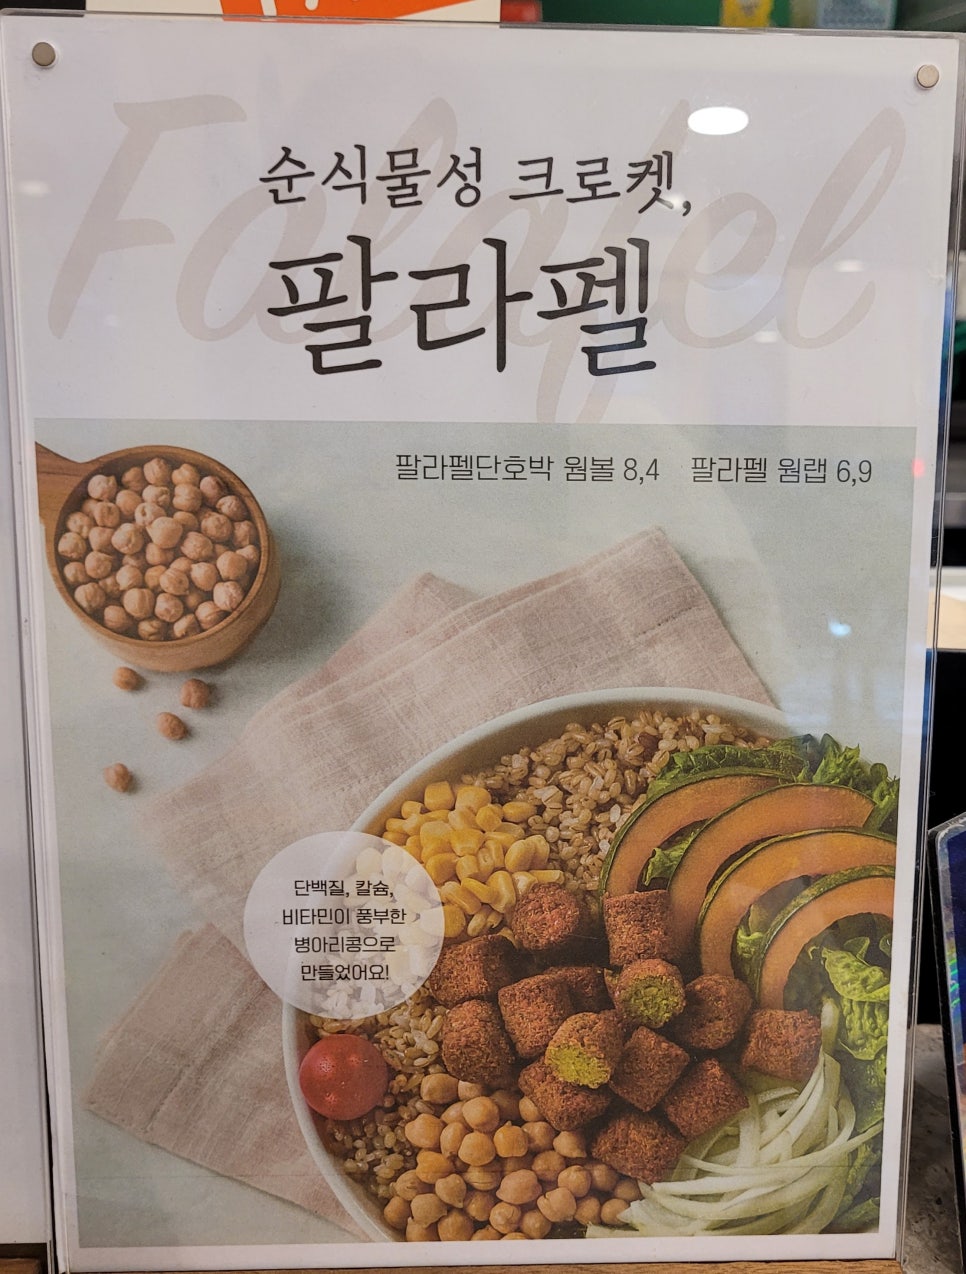 Falafel
순식물성 크로켓,
팔라펠
팔라펠단호박 웜볼 8,4 팔라펠 웜랩 6,9
단백질, 칼슘,
비타민이 풍부한
병아리콩으로
만들었어요!